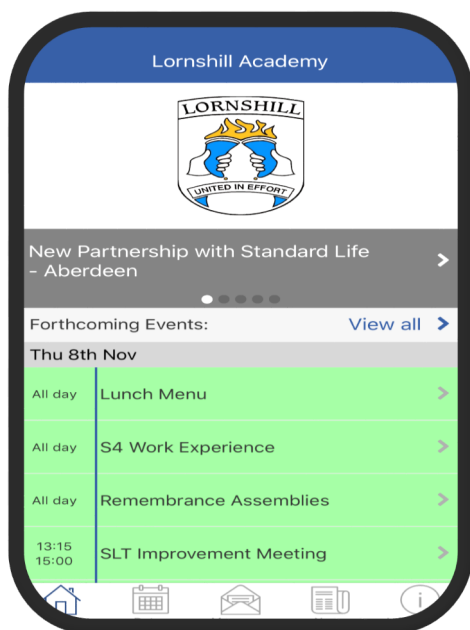 Lornshill Academy
LORNSHILL
UNITED IN EFFORT
New Partnership with Standard Life
- Aberdeen
Forthcoming Events:
View all
Thu 8th Nov
All day
Lunch Menu
All day
S4 Work Experience
All day
Remembrance Assemblies
13:15
15:00
SLT Improvement Meeting